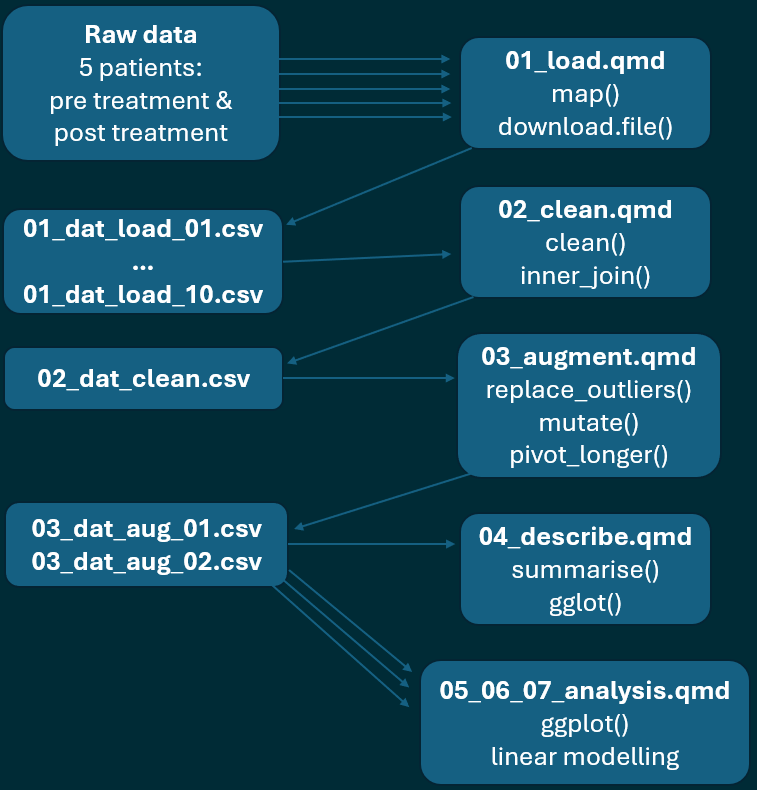 Raw data
5 patients:
pre treatment &
post treatment
01_load.qmd
map()
download.file()
01_dat_load_01.csv
...
01_dat_load_10.csv
02_clean.qmd
clean()
inner_join()
02_dat_clean.csv
03_augment.qmd
replace_outliers()
mutate()
pivot_longer()
03_dat_aug_01.csv
03_dat_aug_02.csv
04_describe.qmd
summarise()
gglot()
05_06_07_analysis.qmd
ggplot()
linear modelling